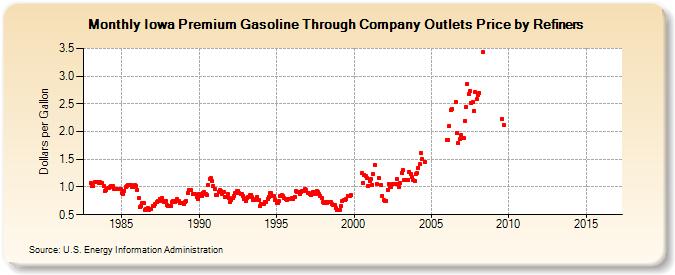 Monthly Iowa Premium Gasoline Through Company Outlets Price by Refiners
Dollars per Gallon
3.5
3.0
2.5
2.0
1.5
1.0
0.5
1985 1990 1995 2000 2005 2010 2015
Source: U.S. Energy Information Administration